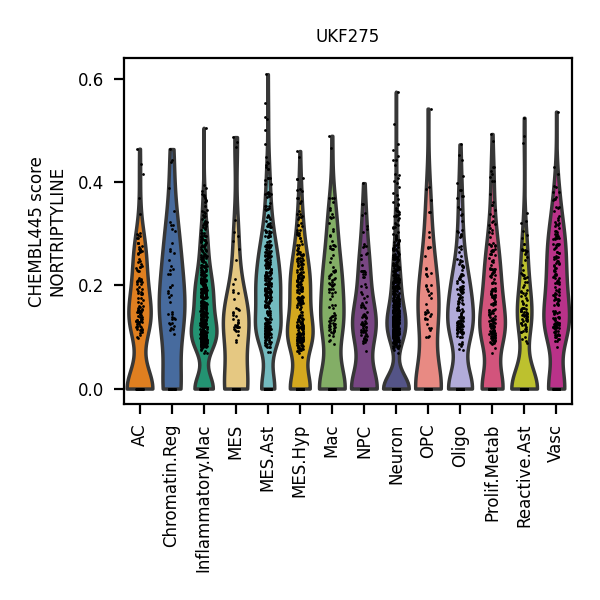 UKF275
CHEMBL445 score
NORTRIPTYLINE
0.6
0.4
0.2
0.0
AC
Chromatin.Reg
Inflammatory.Mac
MES
MES.Ast
MES.Hyp
Mac
NPC
Neuron
OPC
Oligo
Prolif.Metab
Reactive.Ast
Vasc